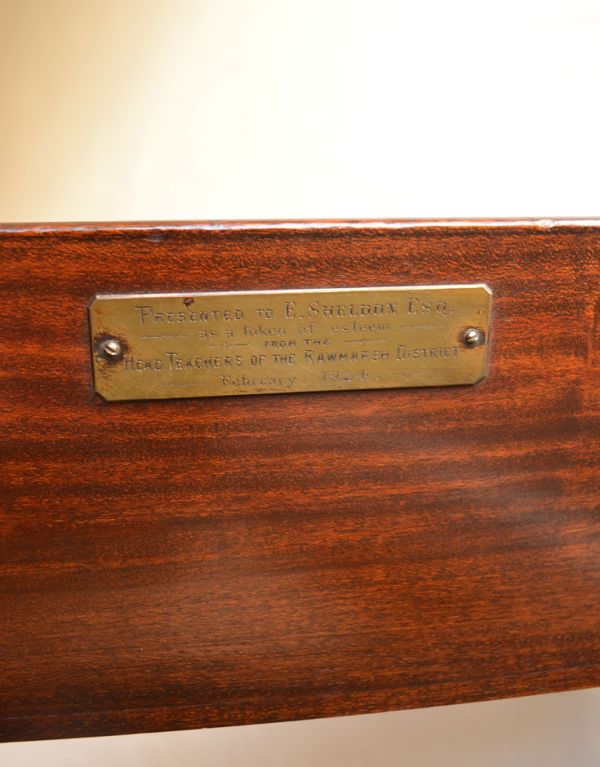 PRESENTED TO E. SHELDON ESQ.
as a token of esteem
FROM THE
HEAD TEACHERS OF THE RAWMARSH DISTRICT
February 1924.